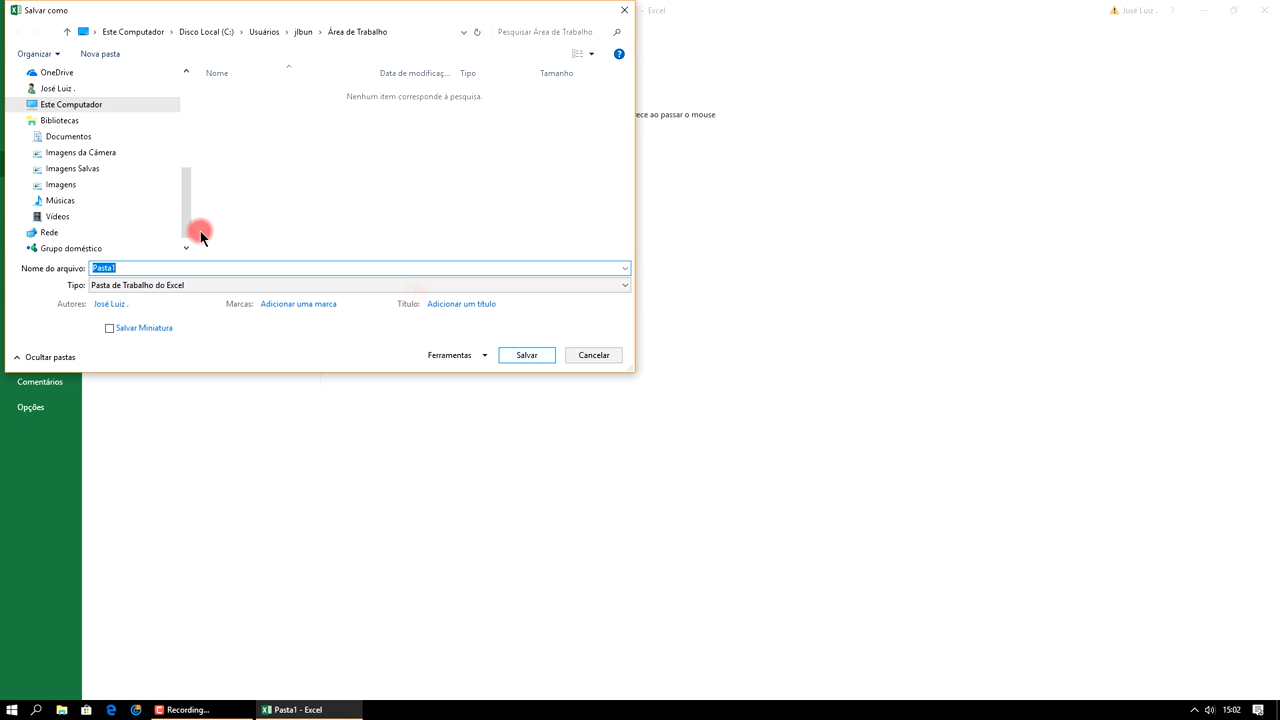 Salvar como
- Excel
José Luiz .
Este Computador > Disco Local (C:) > Usuários > jlbun > Área de Trabalho
Pesquisar Área de Trabalho
Organizar
Nova pasta
OneDrive
José Luiz .
Este Computador
Bibliotecas
Documentos
Imagens da Câmera
Imagens Salvas
Imagens
Músicas
Vídeos
Rede
Grupo doméstico
Nome
Data de modificaç...
Tipo
Tamanho
Nenhum item corresponde à pesquisa.
rece ao passar o mouse
Nome do arquivo: Pasta1
Tipo: Pasta de Trabalho do Excel
Autores: José Luiz .
Marcas: Adicionar uma marca
Título: Adicionar um título
Salvar Miniatura
Ocultar pastas
Ferramentas
Salvar
Cancelar
Comentários
Opções
Recording...
Pasta1 - Excel
15:02